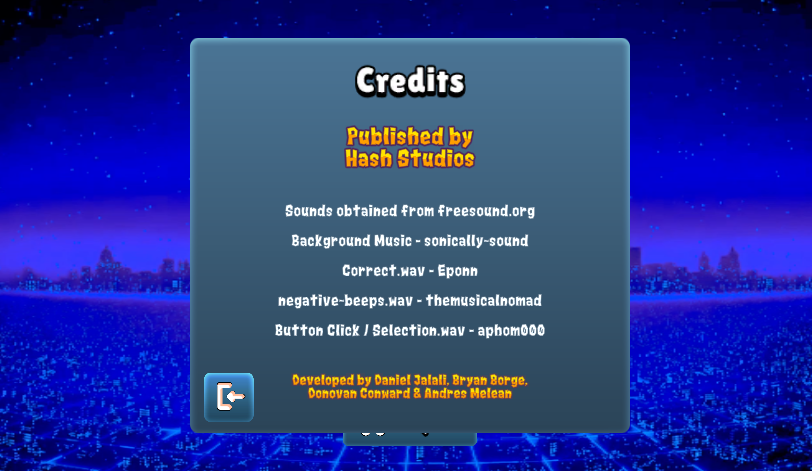 Credits
Published by
Hash Studios
Sounds obtained from freesound.org
Background Music - sonically-sound
Correct.wav - Eponn
negative-beeps.wav - themusicalnomad
Button Click / Selection.wav - aphom000
Developed by Daniel Jalali, Bryan Borge,
Donovan Conward & Andres Melean